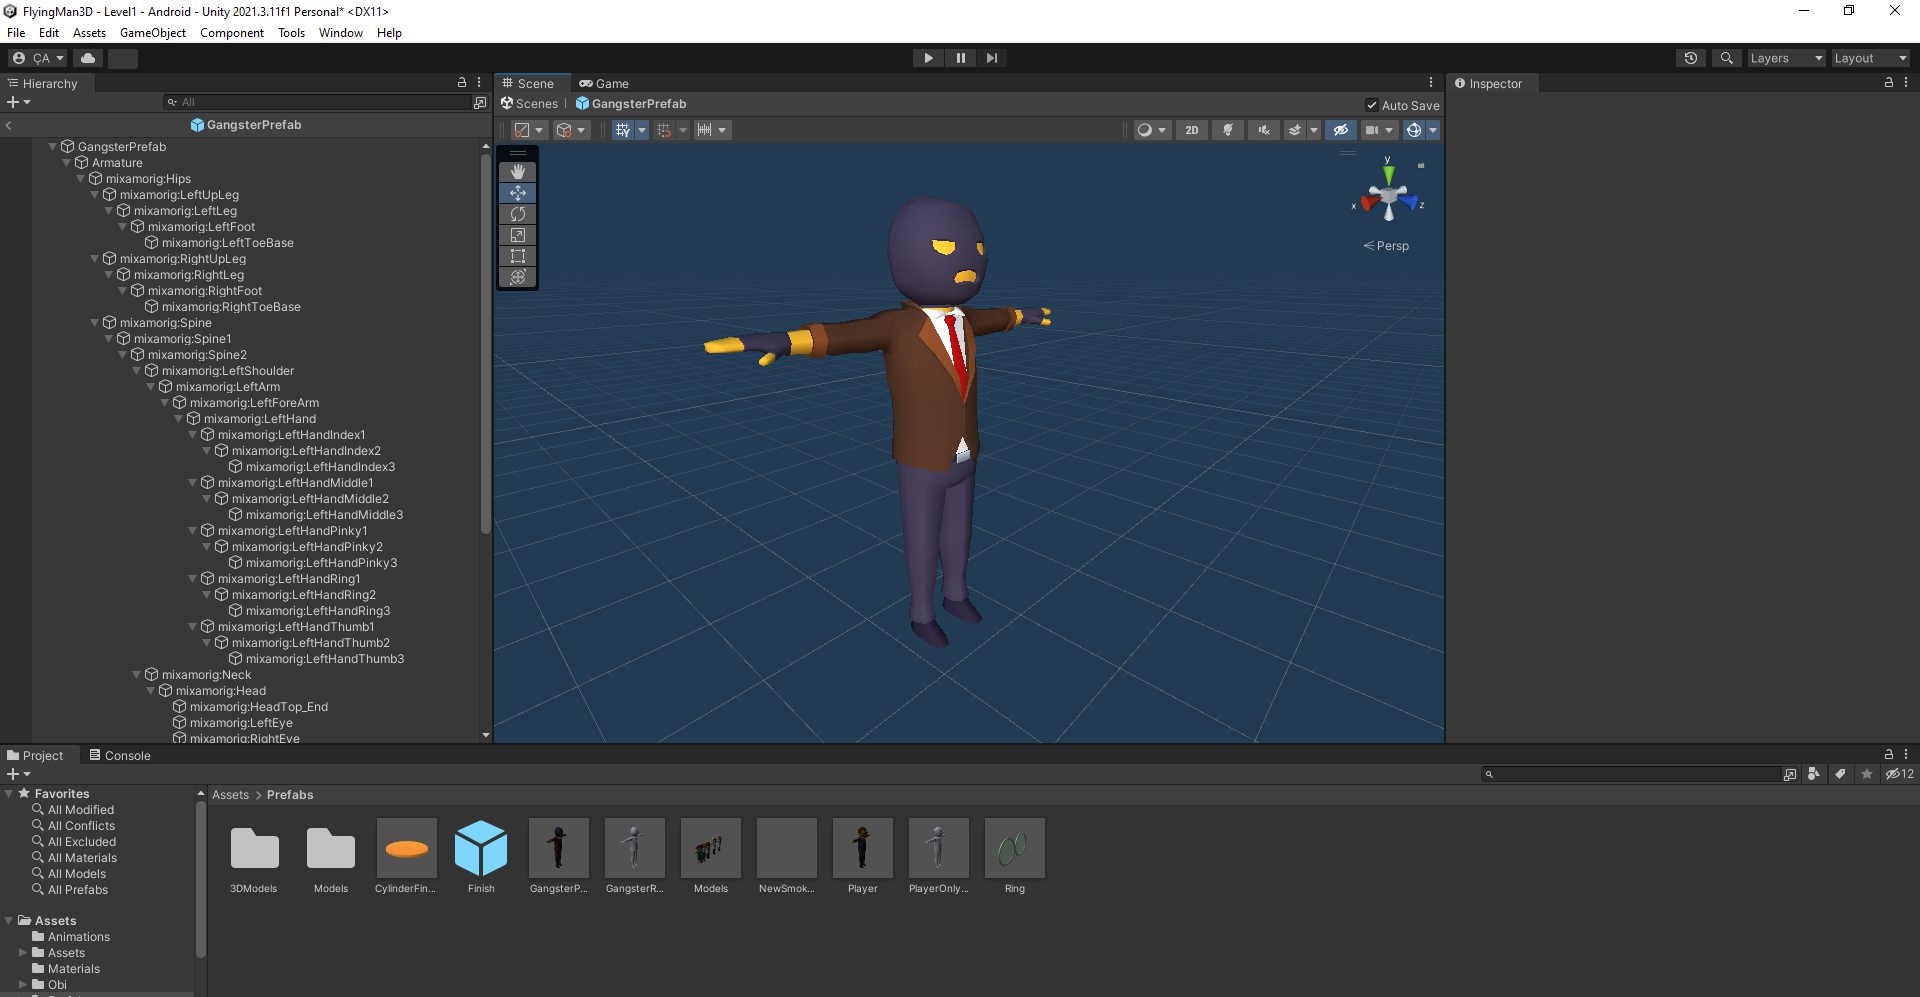 FlyingMan3D - Level1 - Android - Unity 2021.3.11f1 Personal* <DX11>
File Edit Assets GameObject Component Tools Window Help
ÇA
Layers
Layout
Hierarchy
All
GangsterPrefab
GangsterPrefab
Armature
mixamorig:Hips
mixamorig:LeftUpLeg
mixamorig:LeftLeg
mixamorig:LeftFoot
mixamorig:LeftToeBase
mixamorig:RightUpLeg
mixamorig:RightLeg
mixamorig:RightFoot
mixamorig:RightToeBase
mixamorig:Spine
mixamorig:Spine1
mixamorig:Spine2
mixamorig:LeftShoulder
mixamorig:LeftArm
mixamorig:LeftForeArm
mixamorig:LeftHand
mixamorig:LeftHandIndex1
mixamorig:LeftHandIndex2
mixamorig:LeftHandIndex3
mixamorig:LeftHandMiddle1
mixamorig:LeftHandMiddle2
mixamorig:LeftHandMiddle3
mixamorig:LeftHandPinky1
mixamorig:LeftHandPinky2
mixamorig:LeftHandPinky3
mixamorig:LeftHandRing1
mixamorig:LeftHandRing2
mixamorig:LeftHandRing3
mixamorig:LeftHandThumb1
mixamorig:LeftHandThumb2
mixamorig:LeftHandThumb3
mixamorig:Neck
mixamorig:Head
mixamorig:HeadTop_End
mixamorig:LeftEye
mixamorig:RightEye
Scene Game
Scenes | GangsterPrefab
Auto Save
2D
y
x z
Persp
Inspector
Project Console
12
Favorites
All Modified
All Conflicts
All Excluded
All Materials
All Models
All Prefabs
Assets
Animations
Assets
Materials
Obi
Assets > Prefabs
3DModels Models CylinderFin... Finish GangsterP... GangsterR... Models NewSmok... Player PlayerOnly... Ring